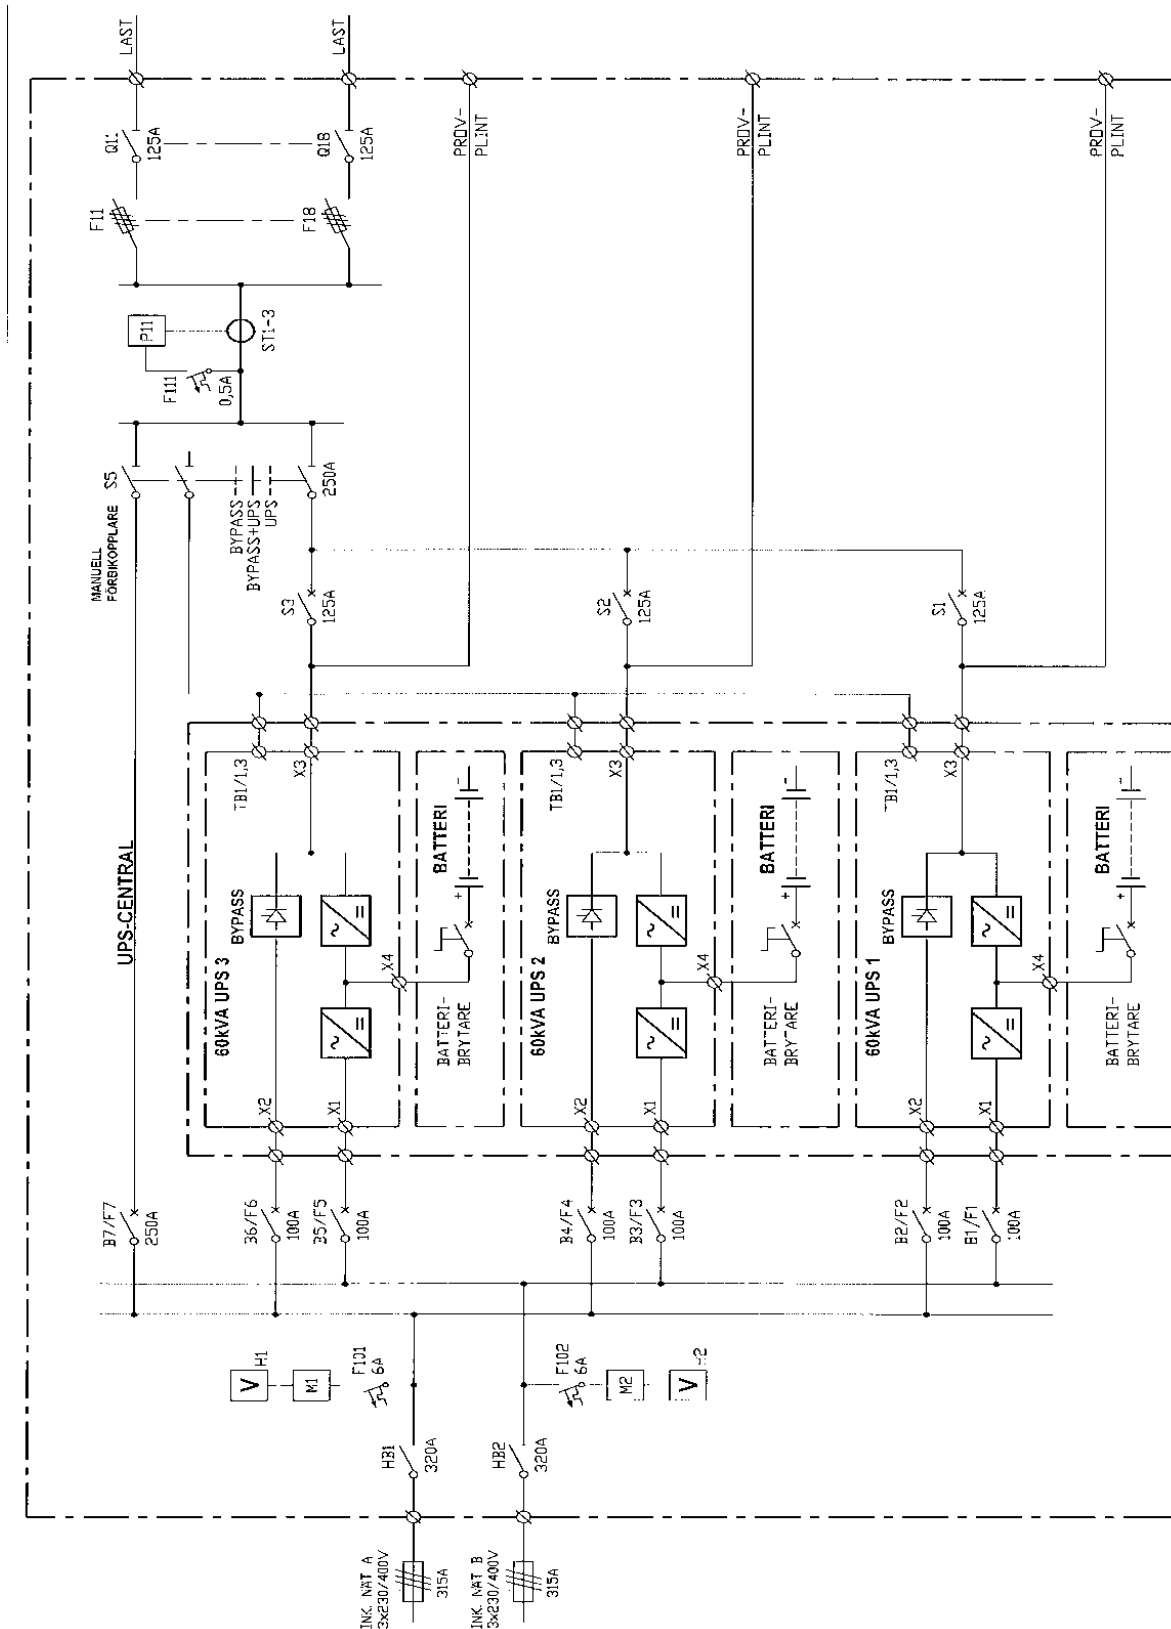 LAST
LAST
Q11
125A
Q18
125A
PROV-
PLINT
PROV-
PLINT
PROV-
PLINT
F11
F18
P11
ST1-3
F111
0,5A
MANUELL
FÖRBIKOPPLARE
S5
BYPASS
BYPASS+UPS
UPS
250A
S3
125A
S2
125A
S1
125A
UPS-CENTRAL
TB1/1,3
X3
TB1/1,3
X3
TB1/1,3
X3
60kVA UPS 3
BYPASS
~
=
~
=
X4
X2
X1
BATTERI
+
-
BATTERI-
BRYTARE
60kVA UPS 2
BYPASS
~
=
~
=
X4
X2
X1
BATTERI
+
-
BATTERI-
BRYTARE
60kVA UPS 1
BYPASS
~
=
~
=
X4
X2
X1
BATTERI
+
-
BATTERI-
BRYTARE
B7/F7
250A
B6/F6
100A
B5/F5
100A
B4/F4
100A
B3/F3
100A
B2/F2
100A
B1/F1
100A
V
H1
M1
F101
6A
F102
6A
M2
V
H2
HB1
320A
HB2
320A
INK. NÄT A
3x230/400V
315A
INK. NÄT B
3x230/400V
315A